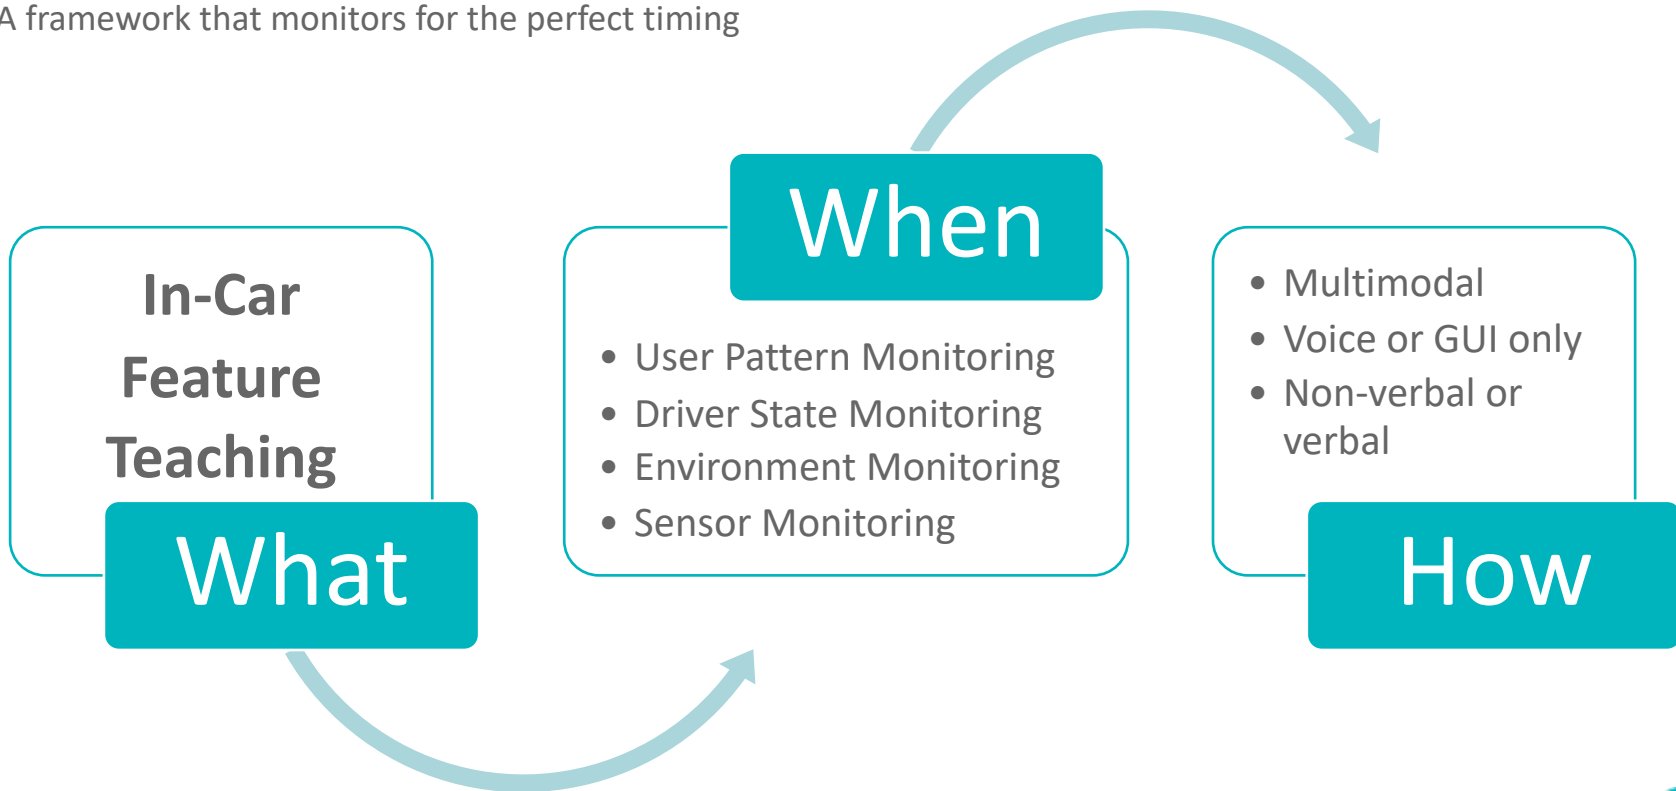 A framework that monitors for the perfect timing
In-Car
Feature
Teaching
What
When
• User Pattern Monitoring
• Driver State Monitoring
• Environment Monitoring
• Sensor Monitoring
• Multimodal
• Voice or GUI only
• Non-verbal or
verbal
How